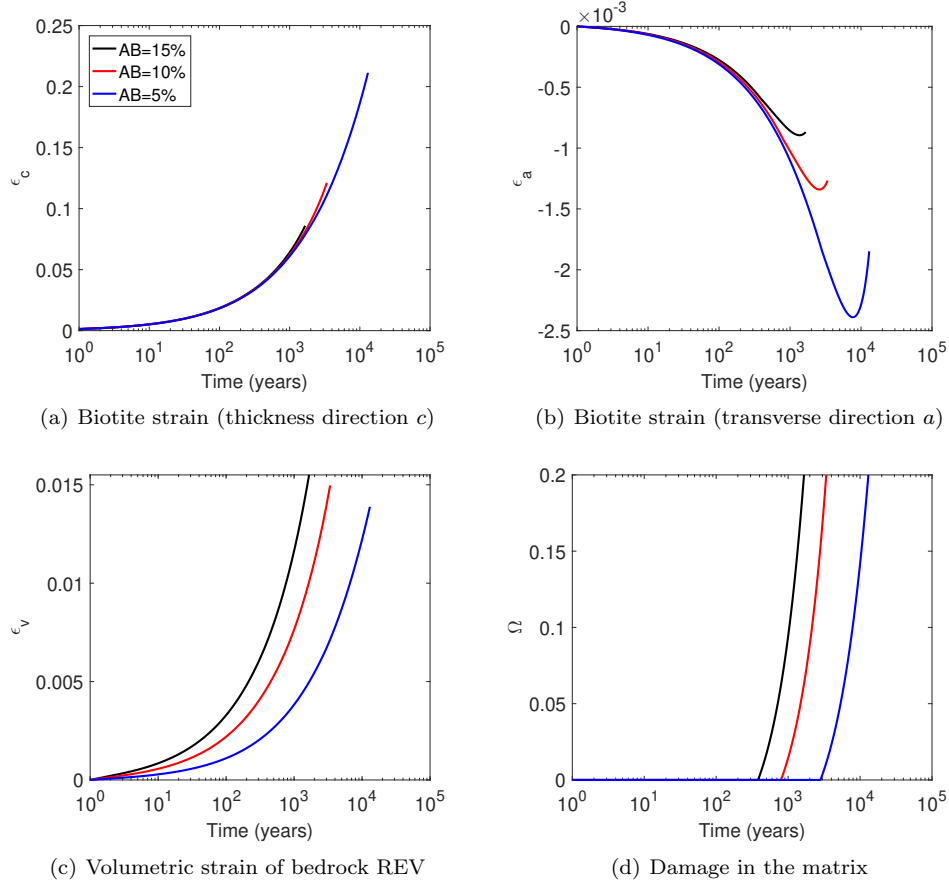 0.25
0.2
0.15
0.1
0.05
0
AB=15%
AB=10%
AB=5%
ϵc
10^0 10^1 10^2 10^3 10^4 10^5
Time (years)
(a) Biotite strain (thickness direction c)
×10^-3
0
-0.5
-1
-1.5
-2
-2.5
ϵa
10^0 10^1 10^2 10^3 10^4 10^5
Time (years)
(b) Biotite strain (transverse direction a)
0.015
0.01
0.005
0
ϵv
10^0 10^1 10^2 10^3 10^4 10^5
Time (years)
(c) Volumetric strain of bedrock REV
0.2
0.15
0.1
0.05
0
Ω
10^0 10^1 10^2 10^3 10^4 10^5
Time (years)
(d) Damage in the matrix